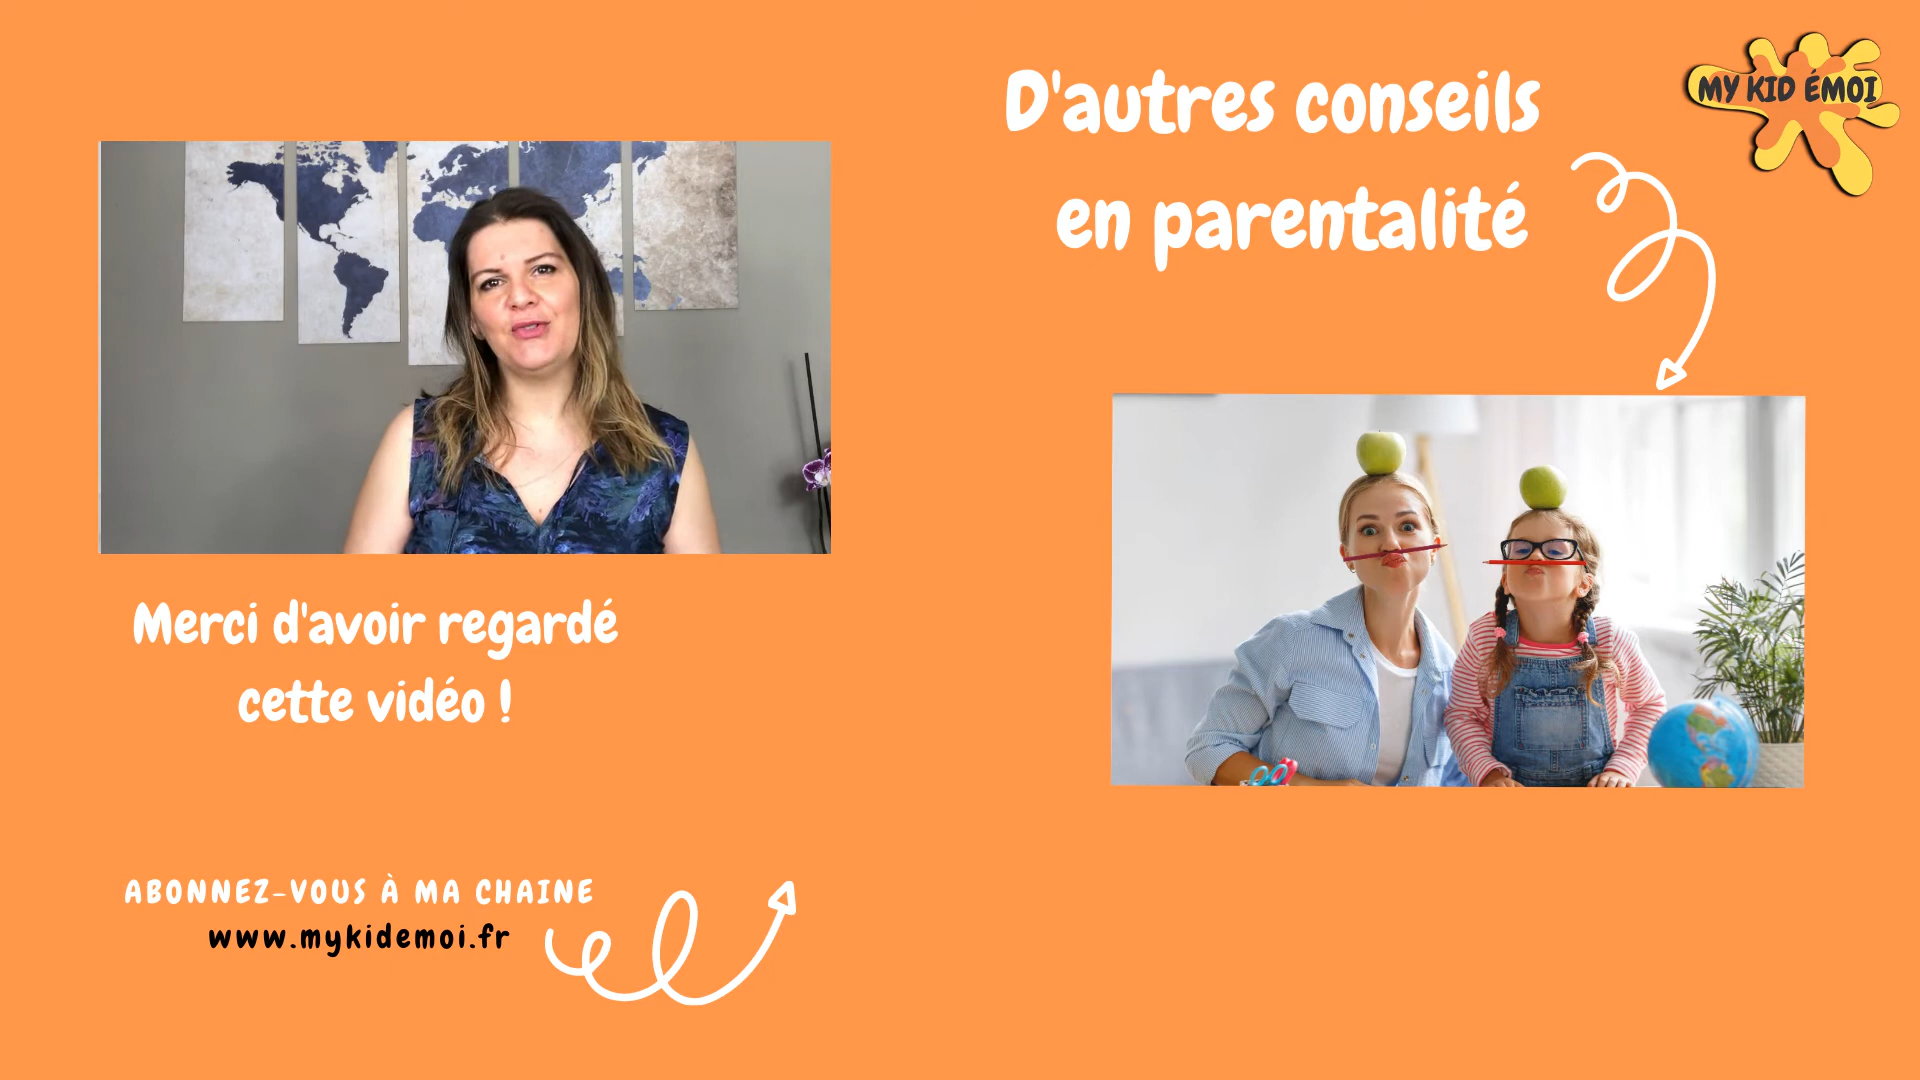 D'autres conseils
en parentalité
MY KID ÉMOI
Merci d'avoir regardé
cette vidéo !
ABONNEZ-VOUS À MA CHAINE
www.mykidemoi.fr